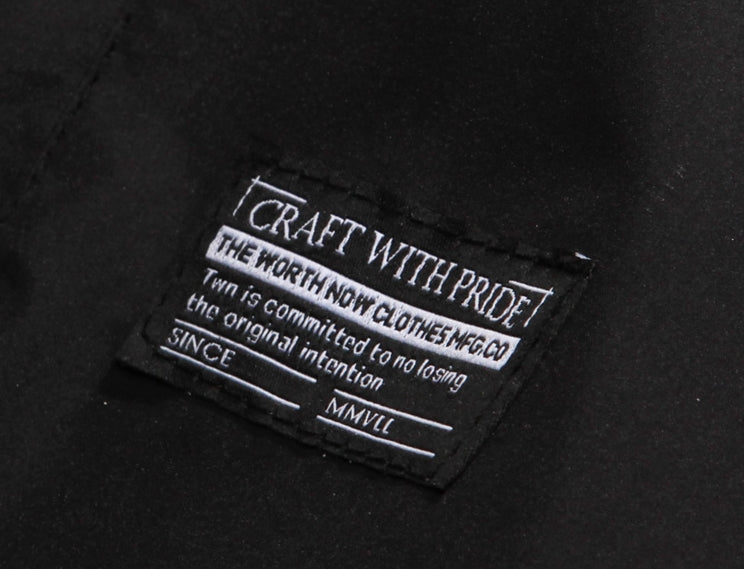 CRAFT WITH PRIDE
THE WORTH NOW CLOTHES MFG.CO
Twn is committed to no losing
the original intention
SINCE
MMVLL